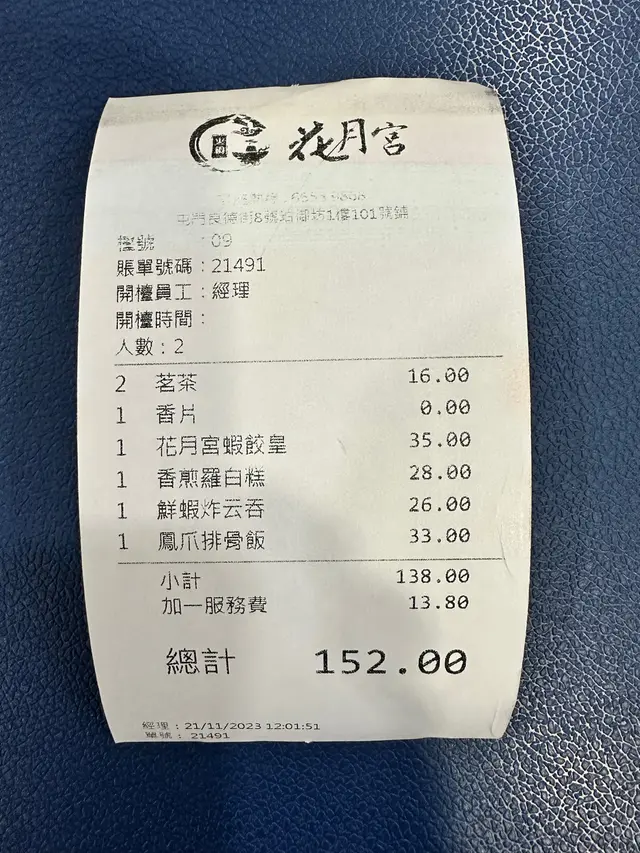 花月宮
屯門良德街8號珀御坊1樓101號鋪
檯號 :09
賬單號碼:21491
開檯員工:經理
開檯時間:
人數:2
2 茗茶 16.00
1 香片 0.00
1 花月宮蝦餃皇 35.00
1 香煎羅白糕 28.00
1 鮮蝦炸云吞 26.00
1 鳳爪排骨飯 33.00
小計 138.00
加一服務費 13.80
總計 152.00
經理:21/11/2023 12:01:51
單號: 21491